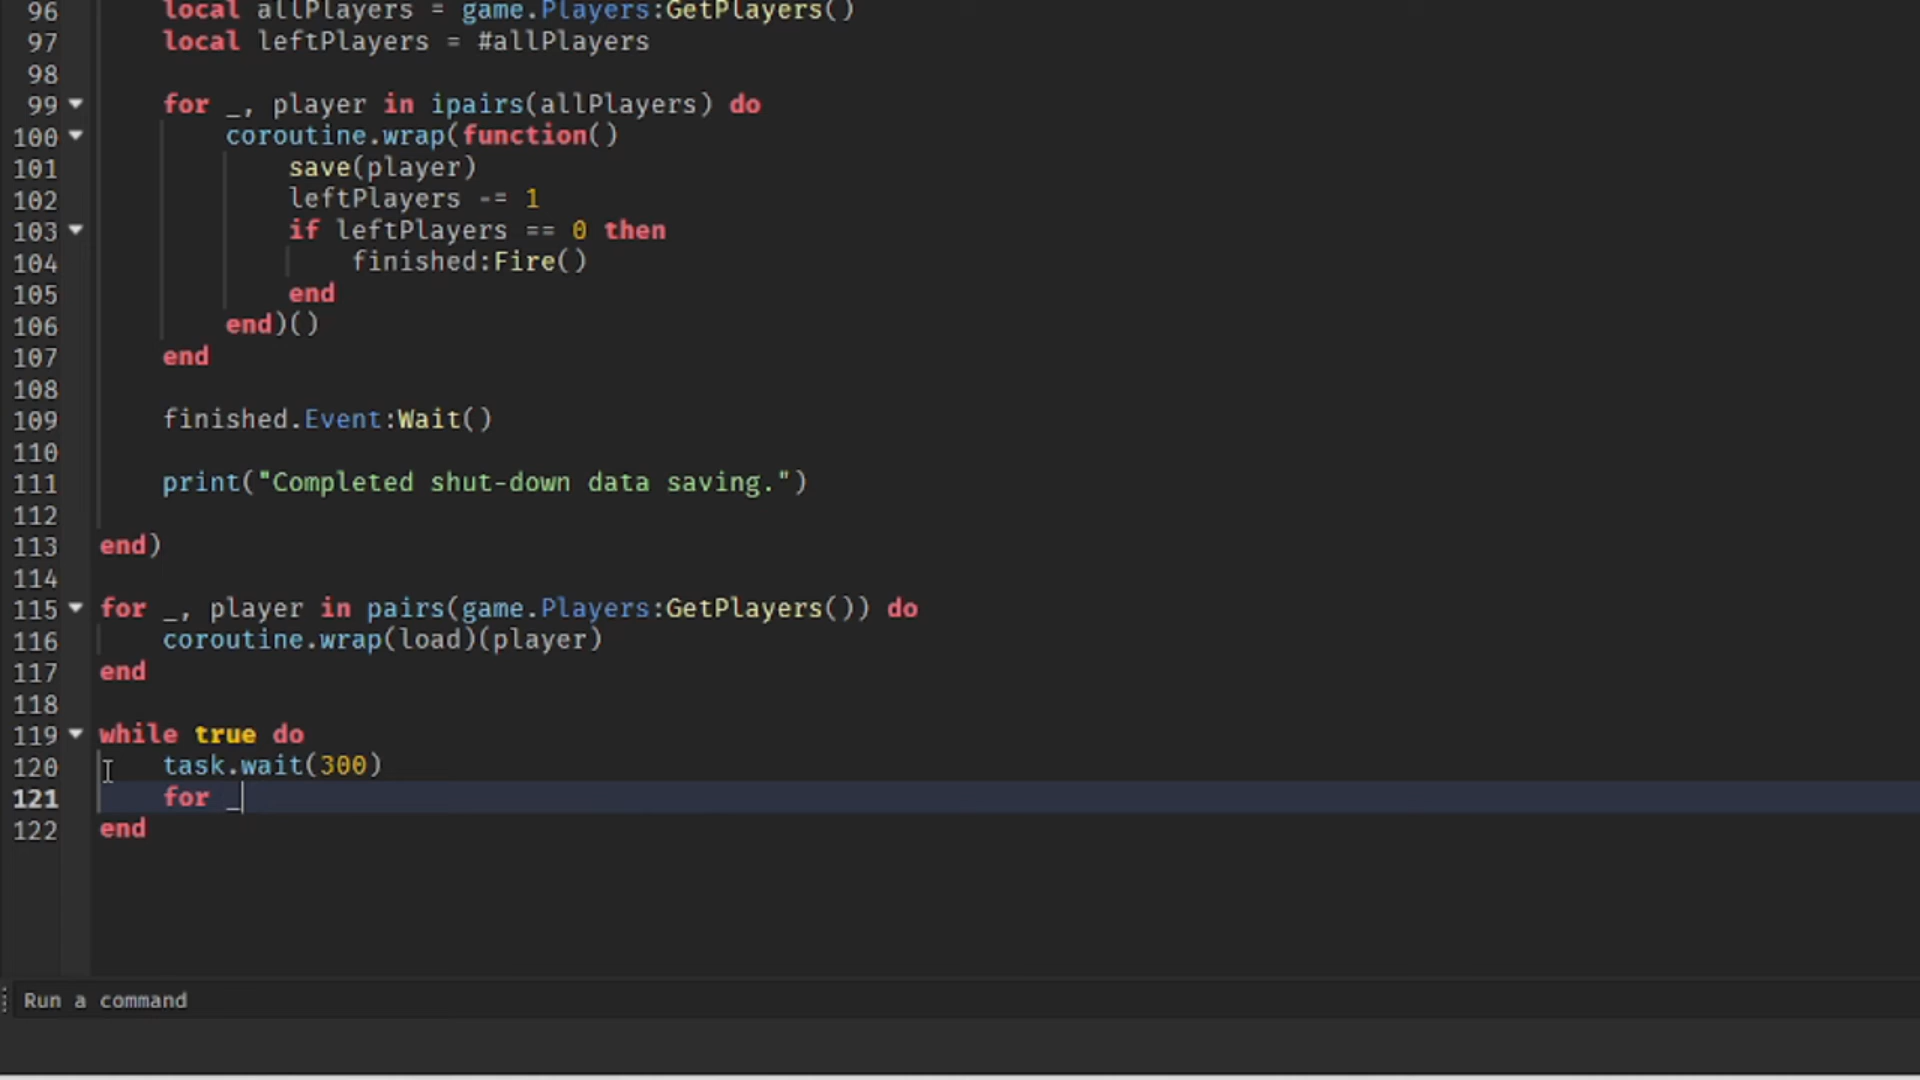 96 local allPlayers = game.Players:GetPlayers()
97 local leftPlayers = #allPlayers
98
99 for _, player in ipairs(allPlayers) do
100 coroutine.wrap(function()
101 save(player)
102 leftPlayers -= 1
103 if leftPlayers == 0 then
104 finished:Fire()
105 end
106 end)()
107 end
108
109 finished.Event:Wait()
110
111 print("Completed shut-down data saving.")
112
113 end)
114
115 for _, player in pairs(game.Players:GetPlayers()) do
116 coroutine.wrap(load)(player)
117 end
118
119 while true do
120 task.wait(300)
121 for _
122 end
Run a command